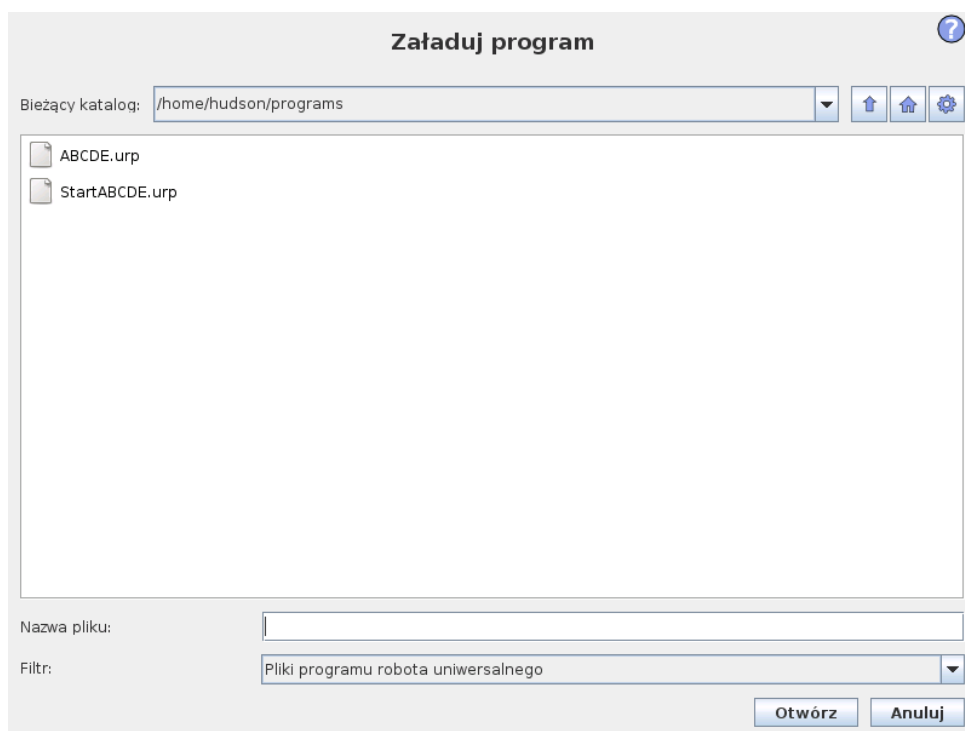 Załaduj program
?
Bieżący katalog: /home/hudson/programs
ABCDE.urp
StartABCDE.urp
Nazwa pliku:
Filtr: Pliki programu robota uniwersalnego
Otwórz Anuluj